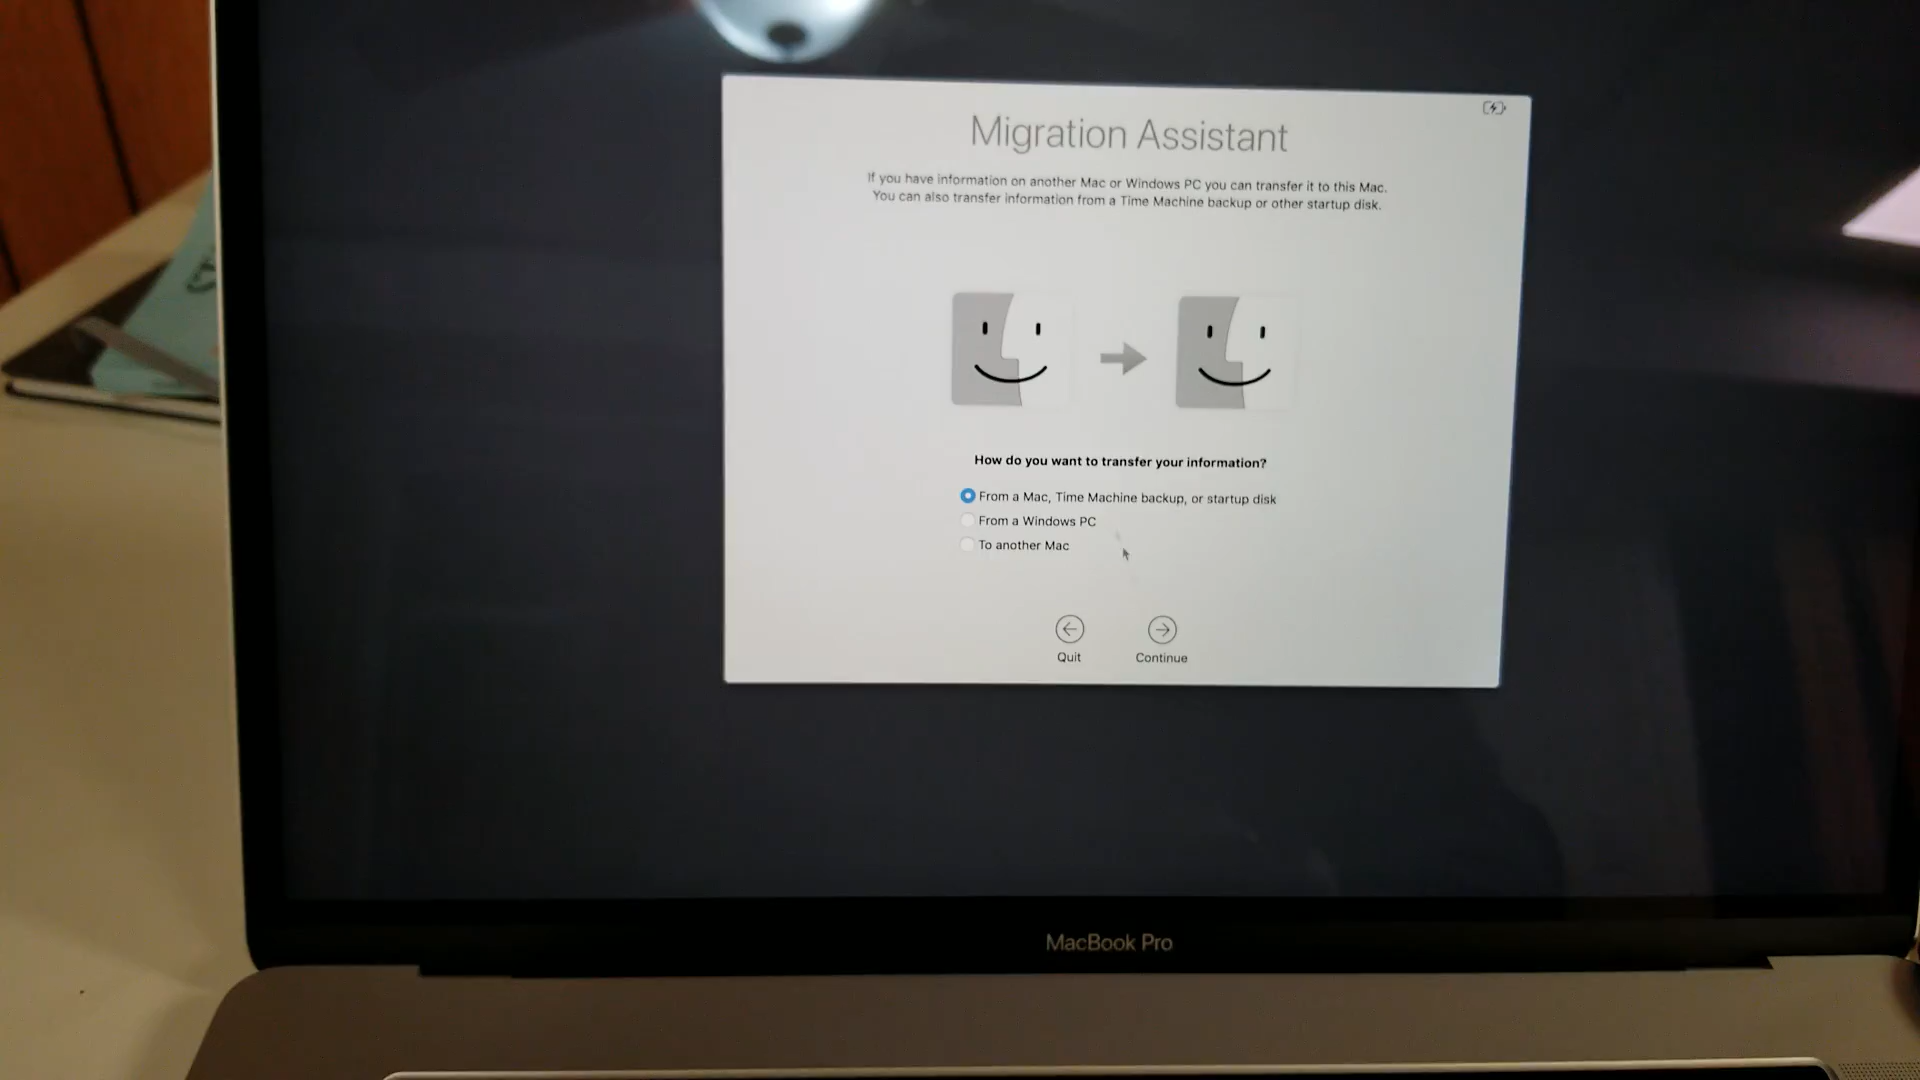 Migration Assistant
If you have information on another Mac or Windows PC you can transfer it to this Mac.
You can also transfer information from a Time Machine backup or other startup disk.
How do you want to transfer your information?
From a Mac, Time Machine backup, or startup disk
From a Windows PC
To another Mac
Quit
Continue
MacBook Pro